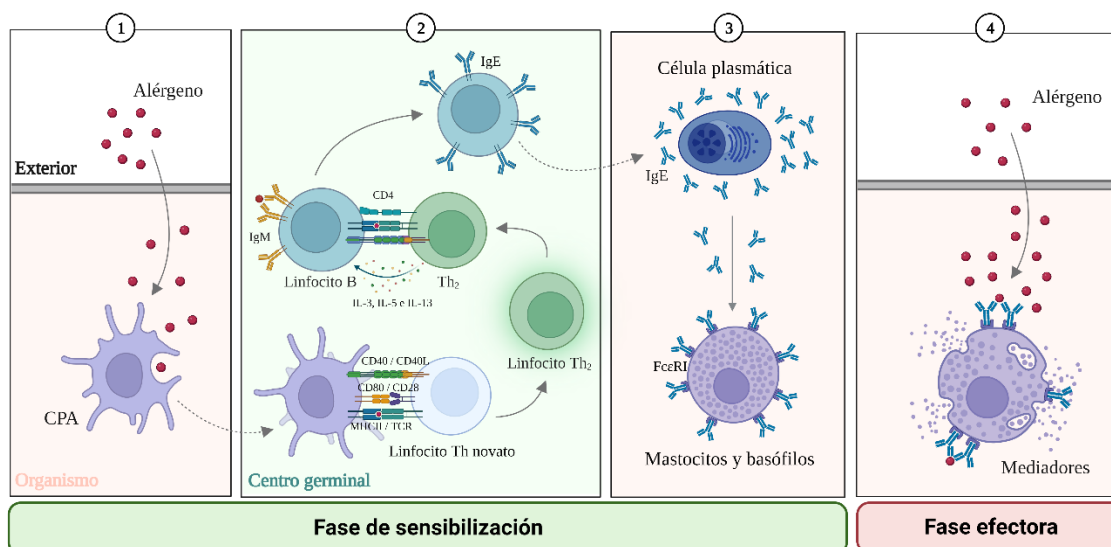 1
Alérgeno
Exterior
CPA
Organismo
2
IgE
CD4
IgM
Linfocito B
Th₂
IL-3, IL-5 e IL-13
Linfocito Th₂
CD40 / CD40L
CD80 / CD28
MHCII / TCR
Linfocito Th novato
Centro germinal
3
Célula plasmática
IgE
FcεRI
Mastocitos y basófilos
4
Alérgeno
Mediadores
Fase de sensibilización
Fase efectora